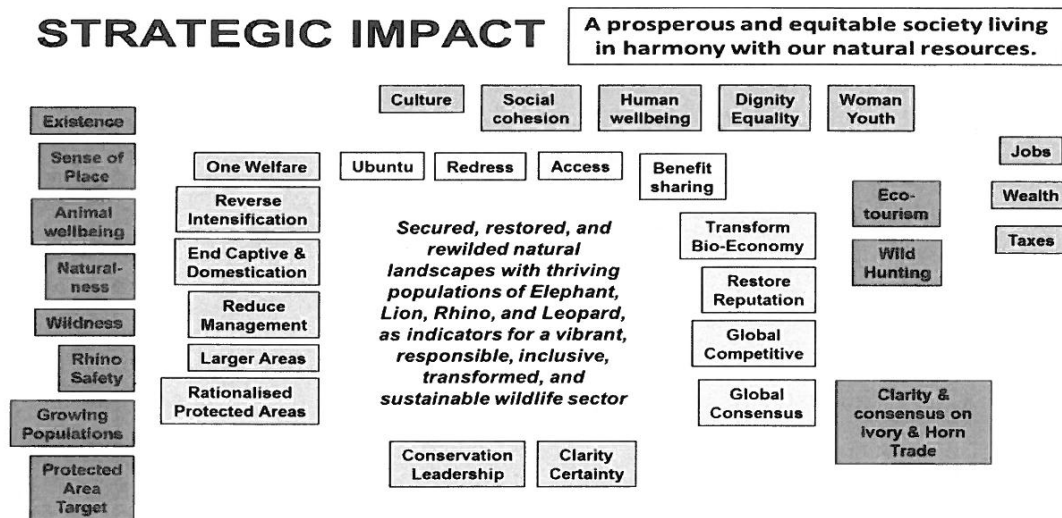 STRATEGIC IMPACT
A prosperous and equitable society living
in harmony with our natural resources.
Culture
Social
cohesion
Human
wellbeing
Dignity
Equality
Woman
Youth
Existence
Sense of
Place
Animal
wellbeing
Natural-
ness
Wildness
Rhino
Safety
Growing
Populations
Protected
Area
Target
One Welfare
Reverse
Intensification
End Captive &
Domestication
Reduce
Management
Larger Areas
Rationalised
Protected Areas
Ubuntu
Redress
Access
Benefit
sharing
Secured, restored, and
rewilded natural
landscapes with thriving
populations of Elephant,
Lion, Rhino, and Leopard,
as indicators for a vibrant,
responsible, inclusive,
transformed, and
sustainable wildlife sector
Conservation
Leadership
Clarity
Certainty
Transform
Bio-Economy
Restore
Reputation
Global
Competitive
Global
Consensus
Eco-
tourism
Wild
Hunting
Clarity &
consensus on
Ivory & Horn
Trade
Jobs
Wealth
Taxes